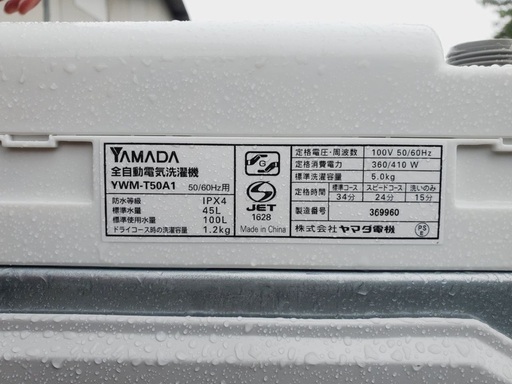 YAMADA
全自動電気洗濯機
YWM-T50A1 50/60Hz用
防水等級 IPX4
標準水量 45L
標準使用水量 100L
ドライコース時の洗濯容量 1.2kg
G
JET
1628
Made in China
定格電圧・周波数 100V 50/60Hz
定格消費電力 360/410 W
標準洗濯容量 5.0kg
定格時間 標準コース スピードコース 洗いのみ
34分 24分 15分
製造番号 369960
株式会社 ヤマダ電機
PS
E